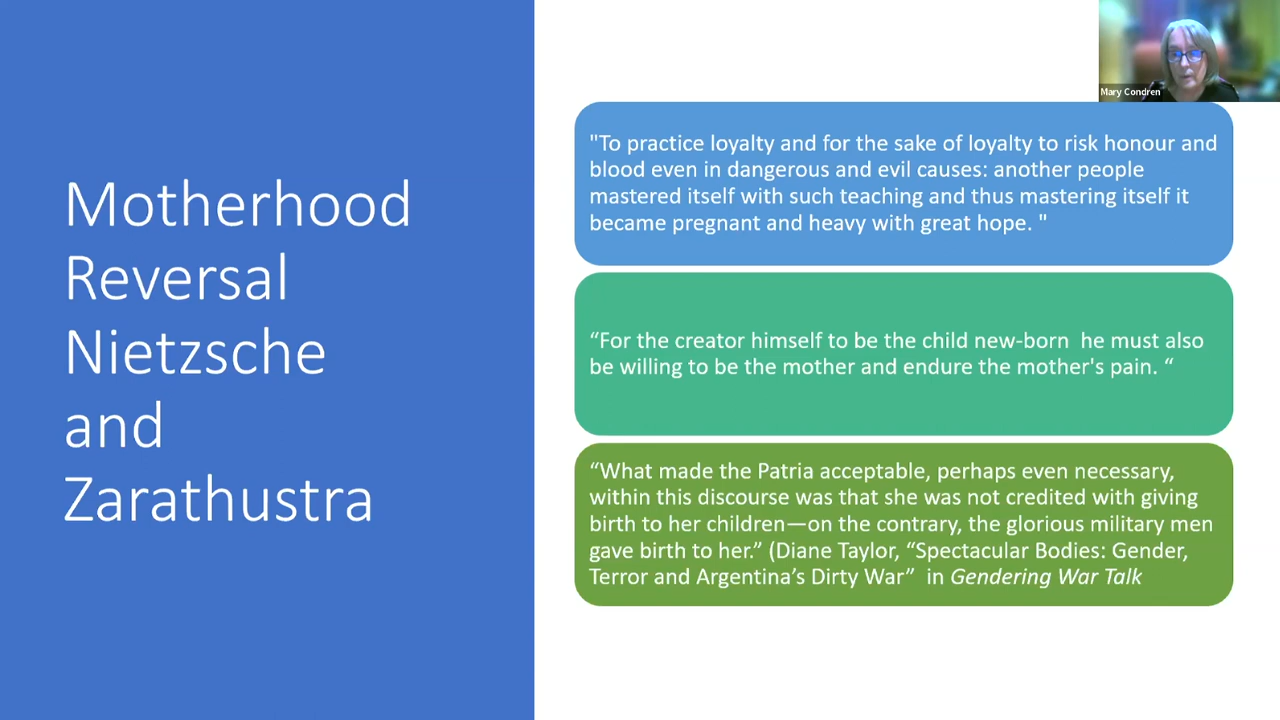 Motherhood
Reversal
Nietzsche
and
Zarathustra
Mary Condren
"To practice loyalty and for the sake of loyalty to risk honour and
blood even in dangerous and evil causes: another people
mastered itself with such teaching and thus mastering itself it
became pregnant and heavy with great hope. "
“For the creator himself to be the child new-born  he must also
be willing to be the mother and endure the mother's pain. “
“What made the Patria acceptable, perhaps even necessary,
within this discourse was that she was not credited with giving
birth to her children—on the contrary, the glorious military men
gave birth to her.” (Diane Taylor, “Spectacular Bodies: Gender,
Terror and Argentina’s Dirty War”  in Gendering War Talk